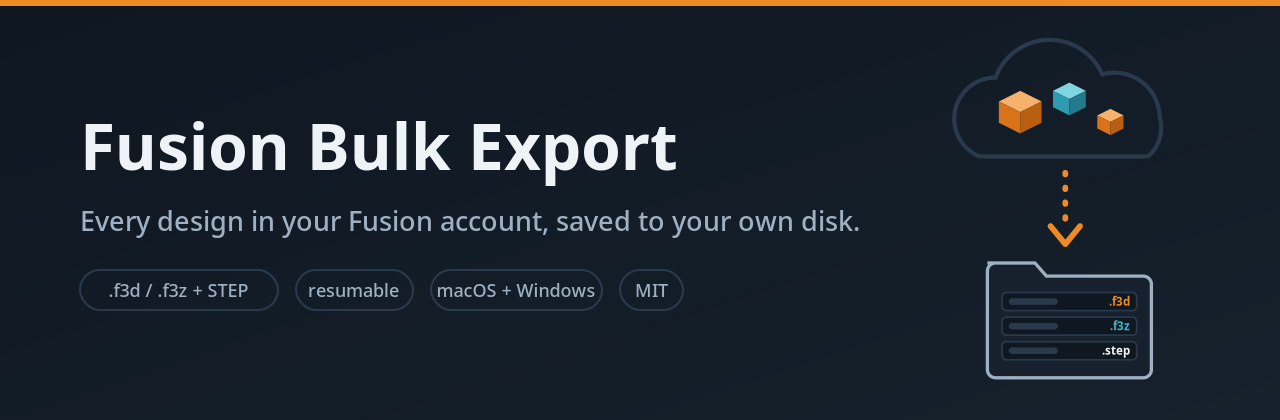 Fusion Bulk Export
Every design in your Fusion account, saved to your own disk.
.f3d / .f3z + STEP
resumable
macOS + Windows
MIT
.f3d
.f3z
.step